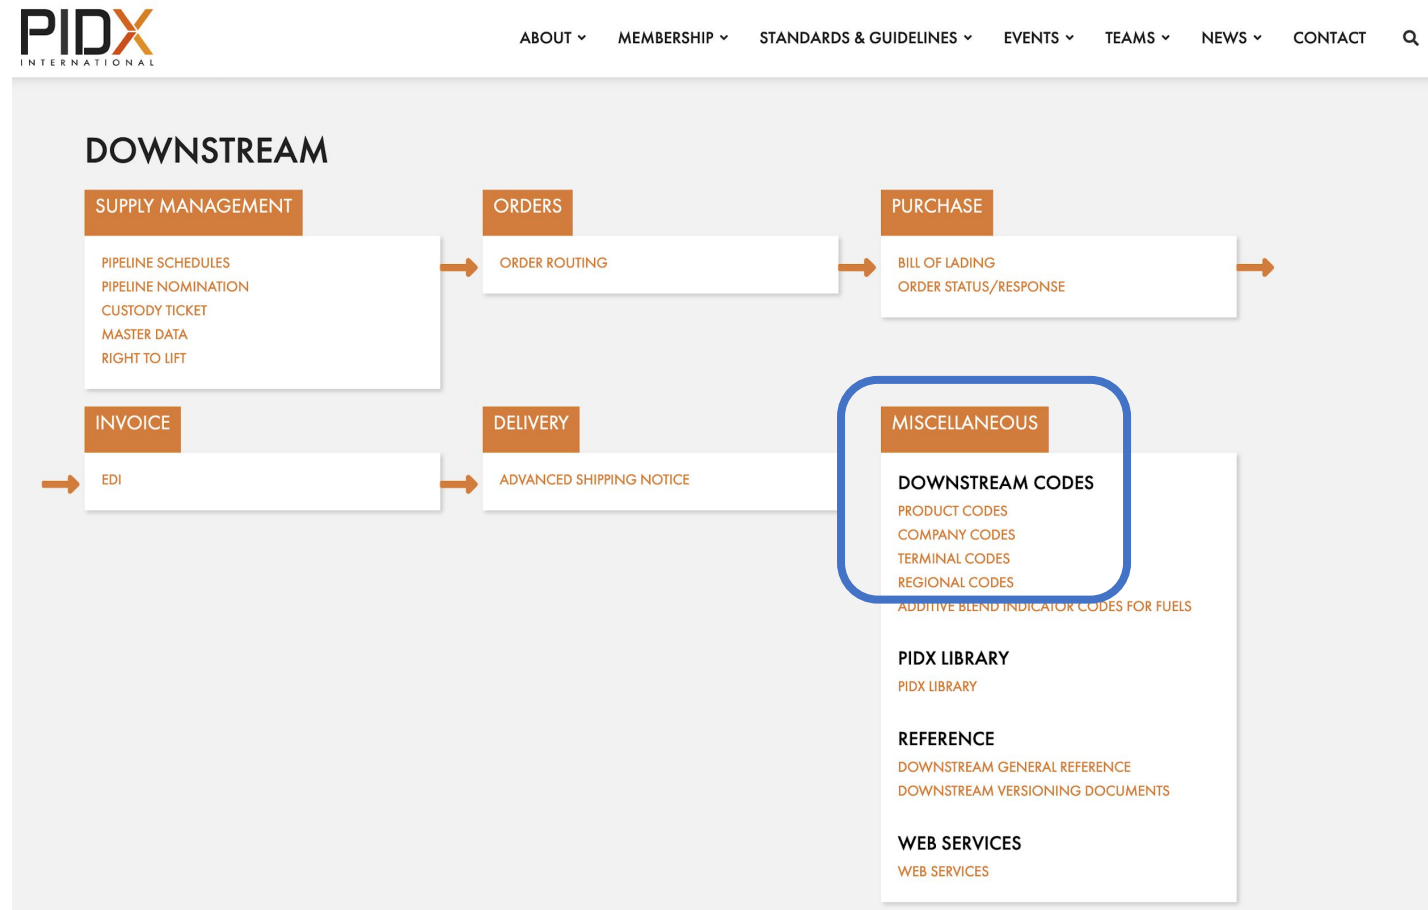 PIDX
INTERNATIONAL
ABOUT
MEMBERSHIP
STANDARDS & GUIDELINES
EVENTS
TEAMS
NEWS
CONTACT
DOWNSTREAM
SUPPLY MANAGEMENT
PIPELINE SCHEDULES
PIPELINE NOMINATION
CUSTODY TICKET
MASTER DATA
RIGHT TO LIFT
ORDERS
ORDER ROUTING
PURCHASE
BILL OF LADING
ORDER STATUS/RESPONSE
INVOICE
EDI
DELIVERY
ADVANCED SHIPPING NOTICE
MISCELLANEOUS
DOWNSTREAM CODES
PRODUCT CODES
COMPANY CODES
TERMINAL CODES
REGIONAL CODES
ADDITIVE BLEND INDICATOR CODES FOR FUELS
PIDX LIBRARY
PIDX LIBRARY
REFERENCE
DOWNSTREAM GENERAL REFERENCE
DOWNSTREAM VERSIONING DOCUMENTS
WEB SERVICES
WEB SERVICES